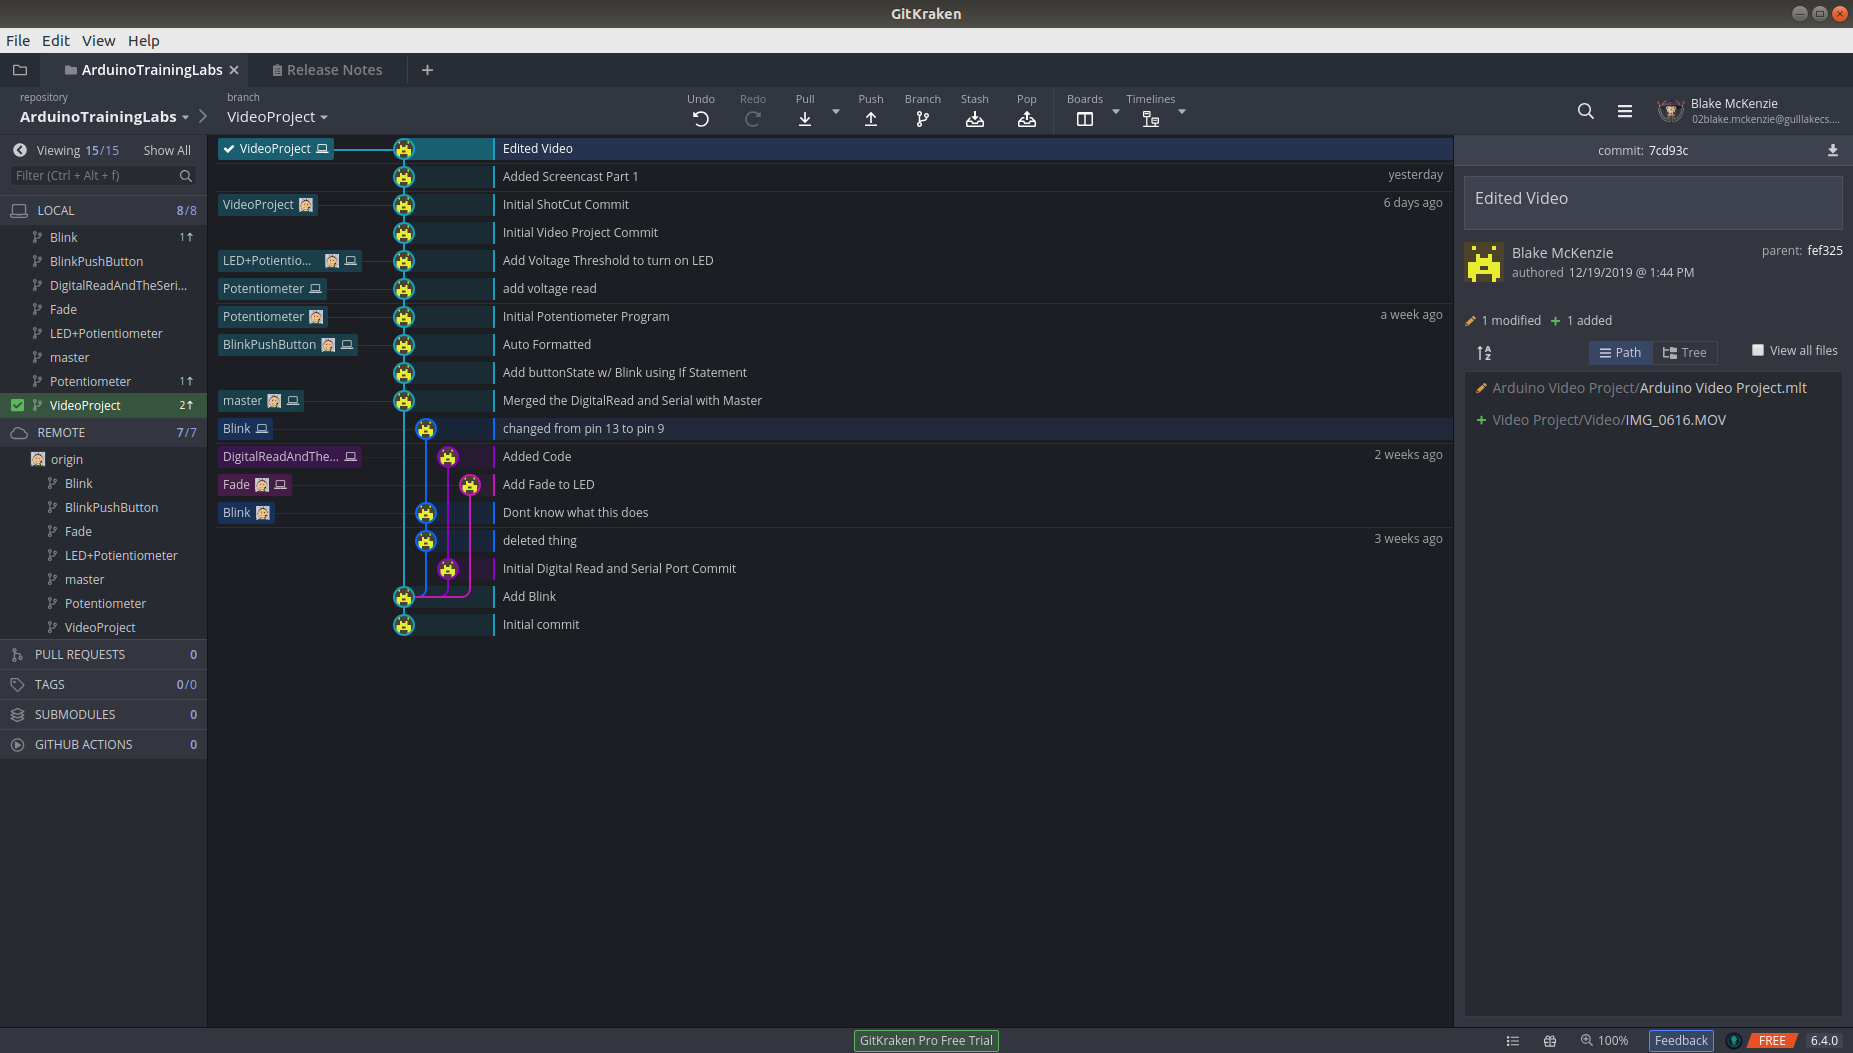 GitKraken
File Edit View Help
ArduinoTrainingLabs Release Notes
repository branch
ArduinoTrainingLabs VideoProject
Undo Redo Pull Push Branch Stash Pop Boards Timelines
Blake McKenzie
02blake.mckenzie@gulllakecs....
Viewing 15/15 Show All
Filter (Ctrl + Alt + f)
LOCAL 8/8
Blink 1↑
BlinkPushButton
DigitalReadAndTheSeri...
Fade
LED+Potientiometer
master
Potentiometer 1↑
VideoProject 2↑
REMOTE 7/7
origin
Blink
BlinkPushButton
Fade
LED+Potientiometer
master
Potentiometer
VideoProject
PULL REQUESTS 0
TAGS 0/0
SUBMODULES 0
GITHUB ACTIONS 0
VideoProject Edited Video
Added Screencast Part 1 yesterday
VideoProject Initial ShotCut Commit 6 days ago
Initial Video Project Commit
LED+Potientio... Add Voltage Threshold to turn on LED
Potentiometer add voltage read
Potentiometer Initial Potentiometer Program a week ago
BlinkPushButton Auto Formatted
Add buttonState w/ Blink using If Statement
master Merged the DigitalRead and Serial with Master
Blink changed from pin 13 to pin 9
DigitalReadAndThe... Added Code 2 weeks ago
Fade Add Fade to LED
Blink Dont know what this does
deleted thing 3 weeks ago
Initial Digital Read and Serial Port Commit
Add Blink
Initial commit
commit: 7cd93c
Edited Video
Blake McKenzie parent: fef325
authored 12/19/2019 @ 1:44 PM
1 modified + 1 added
Path Tree View all files
Arduino Video Project/Arduino Video Project.mlt
+ Video Project/Video/IMG_0616.MOV
GitKraken Pro Free Trial
100% Feedback FREE 6.4.0